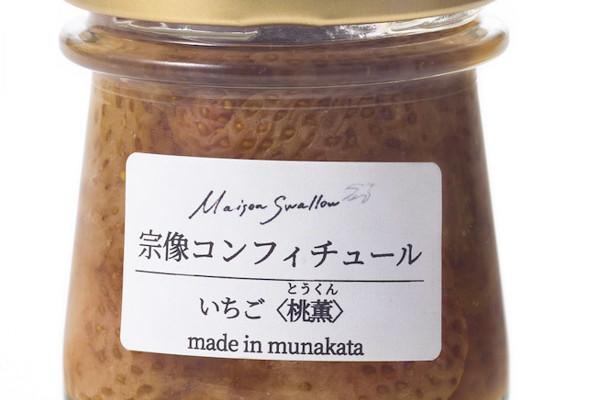 Maison Swallow
宗像コンフィチュール
とうくん
いちご〈桃薫〉
made in munakata